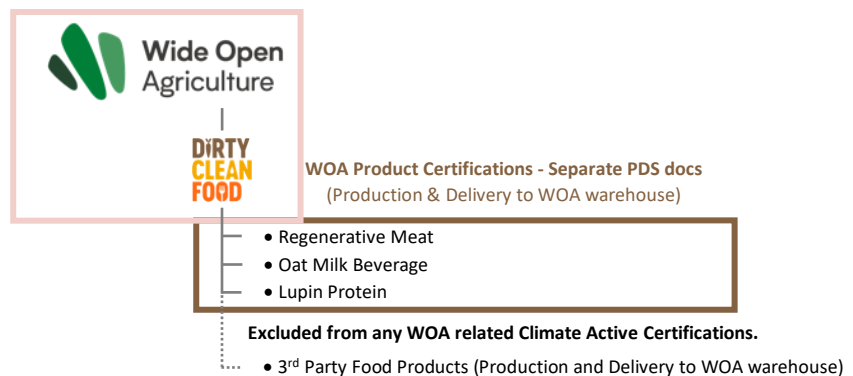 Wide Open
Agriculture
DiRTY
CLEAN
FOOD
WOA Product Certifications - Separate PDS docs
(Production & Delivery to WOA warehouse)
• Regenerative Meat
• Oat Milk Beverage
• Lupin Protein
Excluded from any WOA related Climate Active Certifications.
• 3rd Party Food Products (Production and Delivery to WOA warehouse)